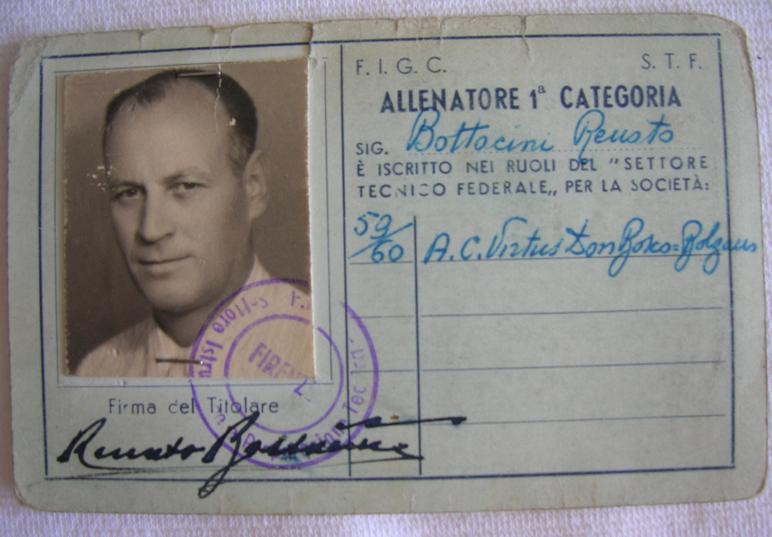 F. I. G. C. S. T. F.
ALLENATORE 1ª CATEGORIA
SIG. Bottacini Renato
È ISCRITTO NEI RUOLI DEL "SETTORE
TECNICO FEDERALE„ PER LA SOCIETÀ:
59/60 A.C. Virtus Don Bosco = Bolzano
FIRENZE
Firma del Titolare
Renato Bottacini